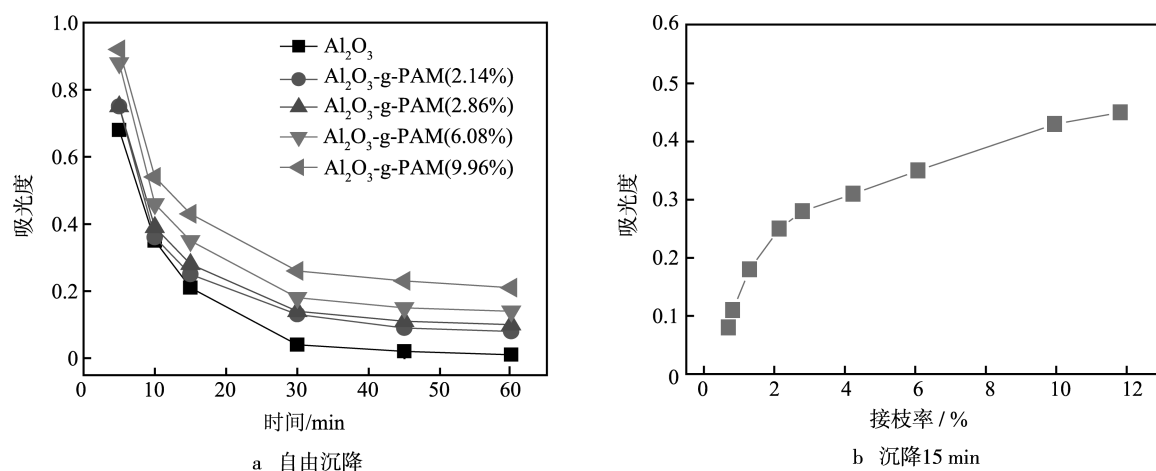 1.0
0.8
0.6
0.4
0.2
0
吸光度
Al₂O₃
Al₂O₃-g-PAM(2.14%)
Al₂O₃-g-PAM(2.86%)
Al₂O₃-g-PAM(6.08%)
Al₂O₃-g-PAM(9.96%)
0 10 20 30 40 50 60
时间/min
a 自由沉降
0.6
0.5
0.4
0.3
0.2
0.1
0
吸光度
0 2 4 6 8 10 12
接枝率 / %
b 沉降15 min